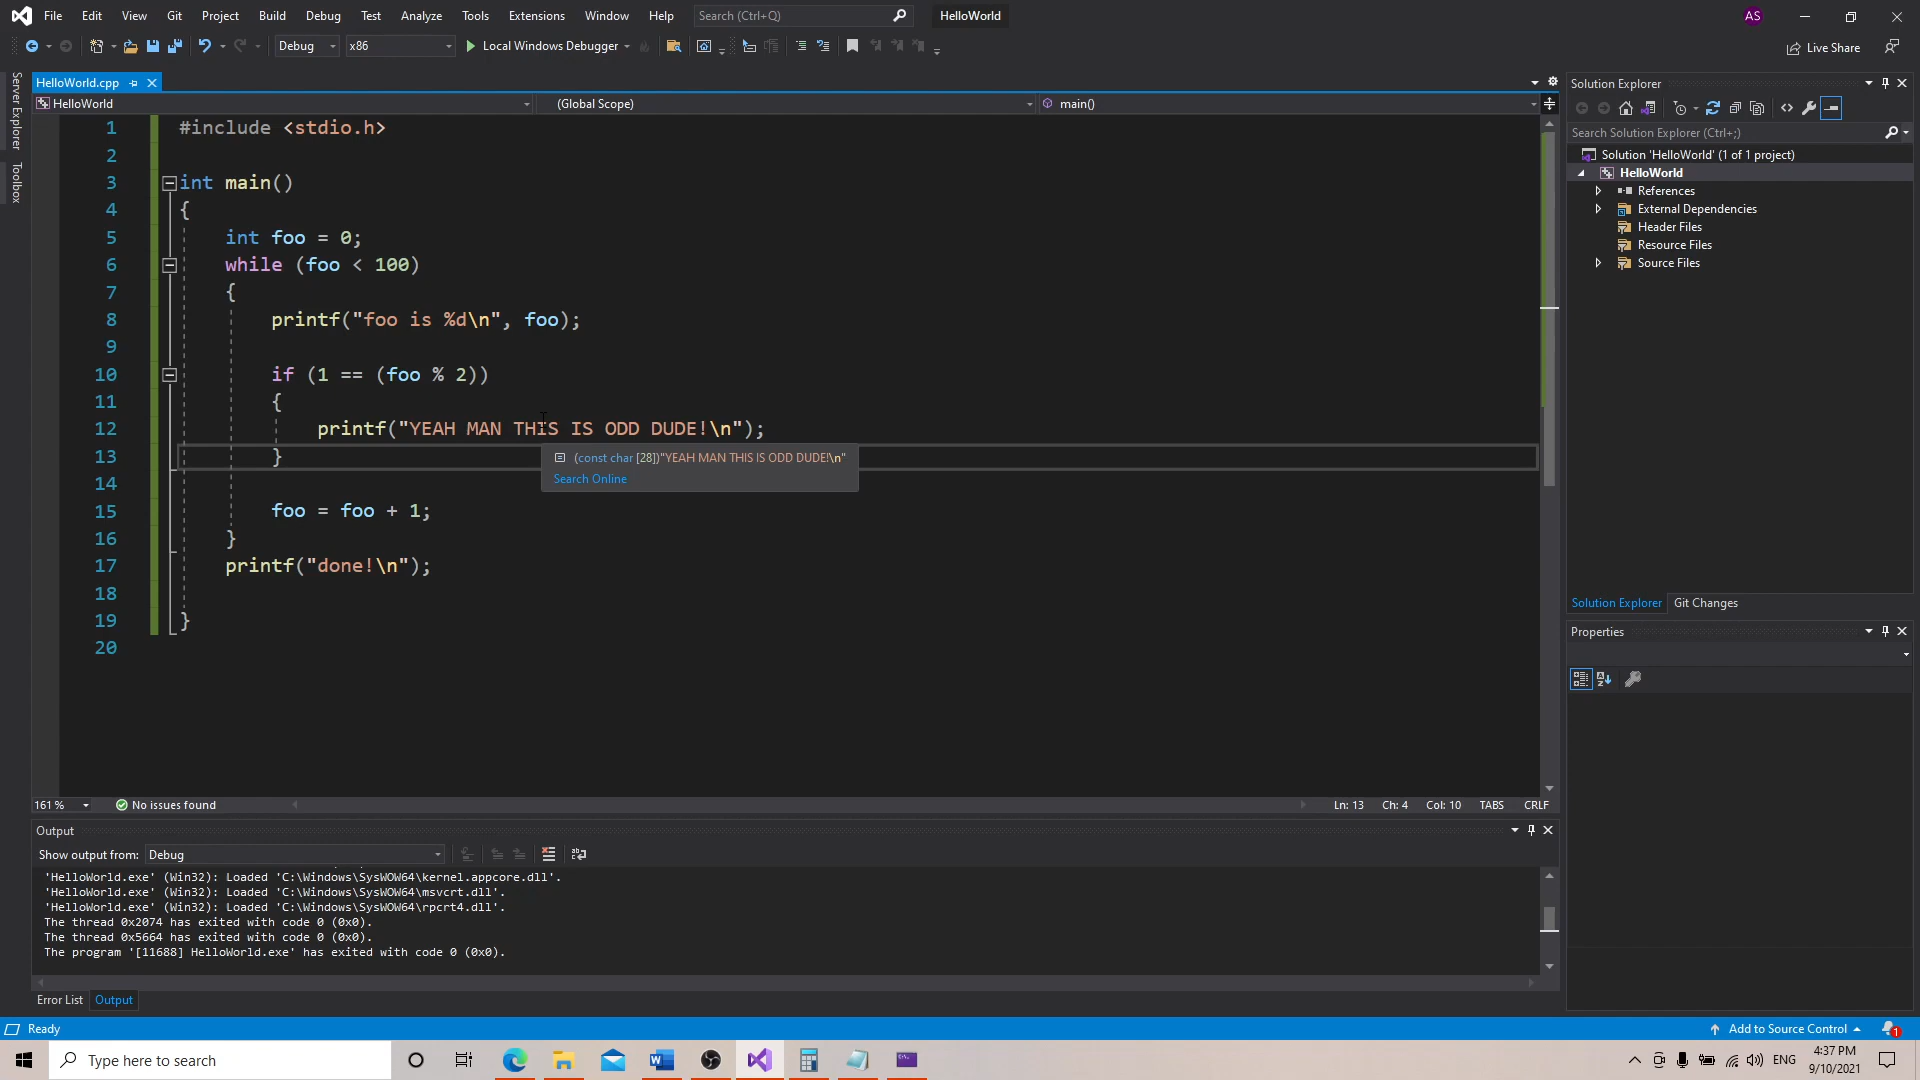 File Edit View Git Project Build Debug Test Analyze Tools Extensions Window Help Search (Ctrl+Q) HelloWorld AS
Debug x86 Local Windows Debugger Live Share
Server Explorer
Toolbox
HelloWorld.cpp
HelloWorld (Global Scope) main()
1 #include <stdio.h>
2
3 int main()
4 {
5 int foo = 0;
6 while (foo < 100)
7 {
8 printf("foo is %d\n", foo);
9
10 if (1 == (foo % 2))
11 {
12 printf("YEAH MAN THIS IS ODD DUDE!\n");
13 }
(const char [28])"YEAH MAN THIS IS ODD DUDE!\n"
Search Online
14
15 foo = foo + 1;
16 }
17 printf("done!\n");
18
19 }
20
161 % No issues found Ln: 13 Ch: 4 Col: 10 TABS CRLF
Output
Show output from: Debug
'HelloWorld.exe' (Win32): Loaded 'C:\Windows\SysWOW64\kernel.appcore.dll'.
'HelloWorld.exe' (Win32): Loaded 'C:\Windows\SysWOW64\msvcrt.dll'.
'HelloWorld.exe' (Win32): Loaded 'C:\Windows\SysWOW64\rpcrt4.dll'.
The thread 0x2074 has exited with code 0 (0x0).
The thread 0x5664 has exited with code 0 (0x0).
The program '[11688] HelloWorld.exe' has exited with code 0 (0x0).
Error List Output
Solution Explorer
Search Solution Explorer (Ctrl+;)
Solution 'HelloWorld' (1 of 1 project)
HelloWorld
References
External Dependencies
Header Files
Resource Files
Source Files
Solution Explorer Git Changes
Properties
Ready Add to Source Control 1
Type here to search ENG 4:37 PM
9/10/2021